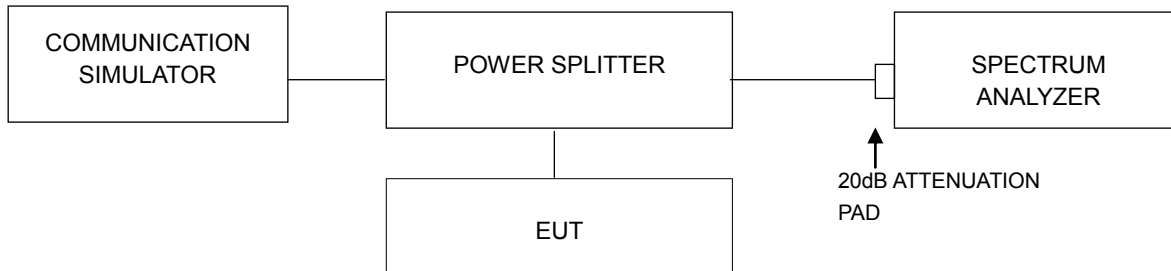 COMMUNICATION
SIMULATOR
POWER SPLITTER
SPECTRUM
ANALYZER
20dB ATTENUATION
PAD
EUT